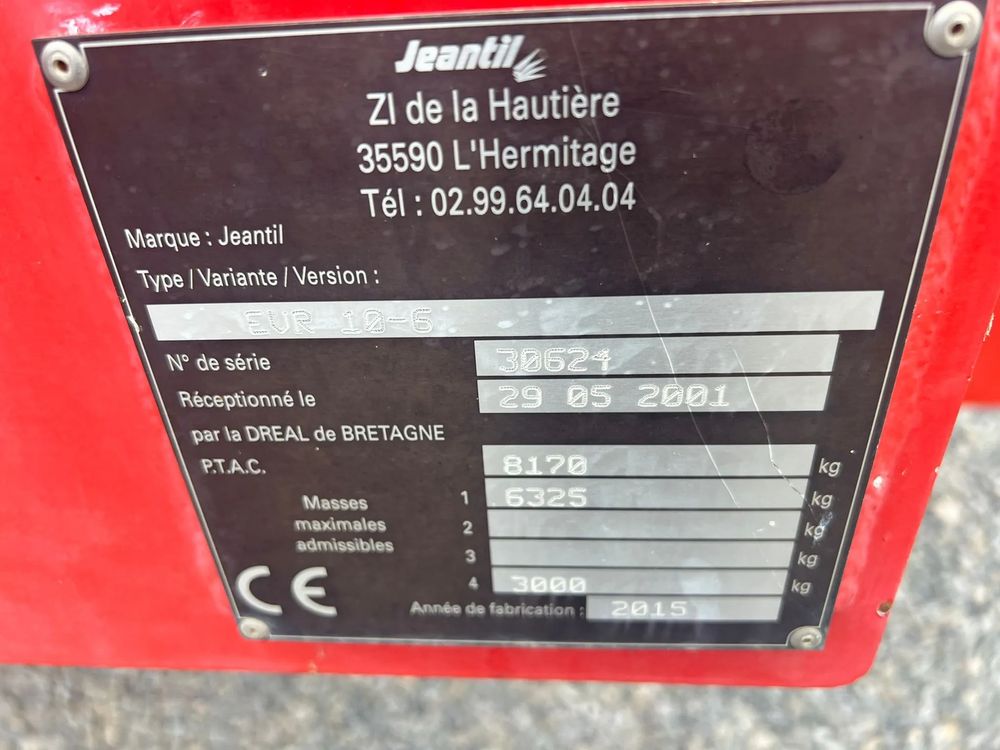 Jeantil
ZI de la Hautière
35590 L'Hermitage
Tél : 02.99.64.04.04
Marque : Jeantil
Type / Variante / Version :
EVR 10-6
N° de série 30624
Réceptionné le 29 05 2001
par la DREAL de BRETAGNE
P.T.A.C. 8170 kg
Masses maximales admissibles
1 6325 kg
2 kg
3 kg
4 3000 kg
CE
Année de fabrication : 2015